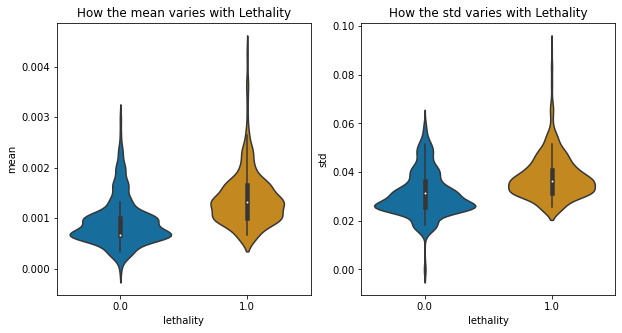 How the mean varies with Lethality
mean
0.004
0.003
0.002
0.001
0.000
0.0
1.0
lethality
How the std varies with Lethality
std
0.10
0.08
0.06
0.04
0.02
0.00
0.0
1.0
lethality